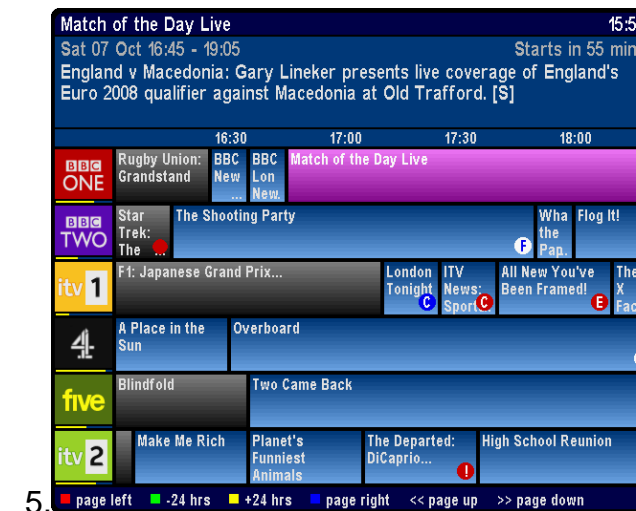 Match of the Day Live 15:5
Sat 07 Oct 16:45 - 19:05 Starts in 55 min
England v Macedonia: Gary Lineker presents live coverage of England's
Euro 2008 qualifier against Macedonia at Old Trafford. [S]
16:30 17:00 17:30 18:00
BBC
ONE
Rugby Union:
Grandstand
BBC
New
...
BBC
Lon
New.
Match of the Day Live
BBC
TWO
Star
Trek:
The ...
The Shooting Party
F
Wha
the
Pap.
Flog It!
itv 1
F1: Japanese Grand Prix...
London
Tonight
C
ITV
News:
Sport...
C
All New You've
Been Framed!
E
The
X
Fac
4
A Place in the
Sun
Overboard
five
Blindfold
Two Came Back
itv 2
Make Me Rich
Planet's
Funniest
Animals
The Departed:
DiCaprio...
!
High School Reunion
5. page left -24 hrs +24 hrs page right << page up >> page down